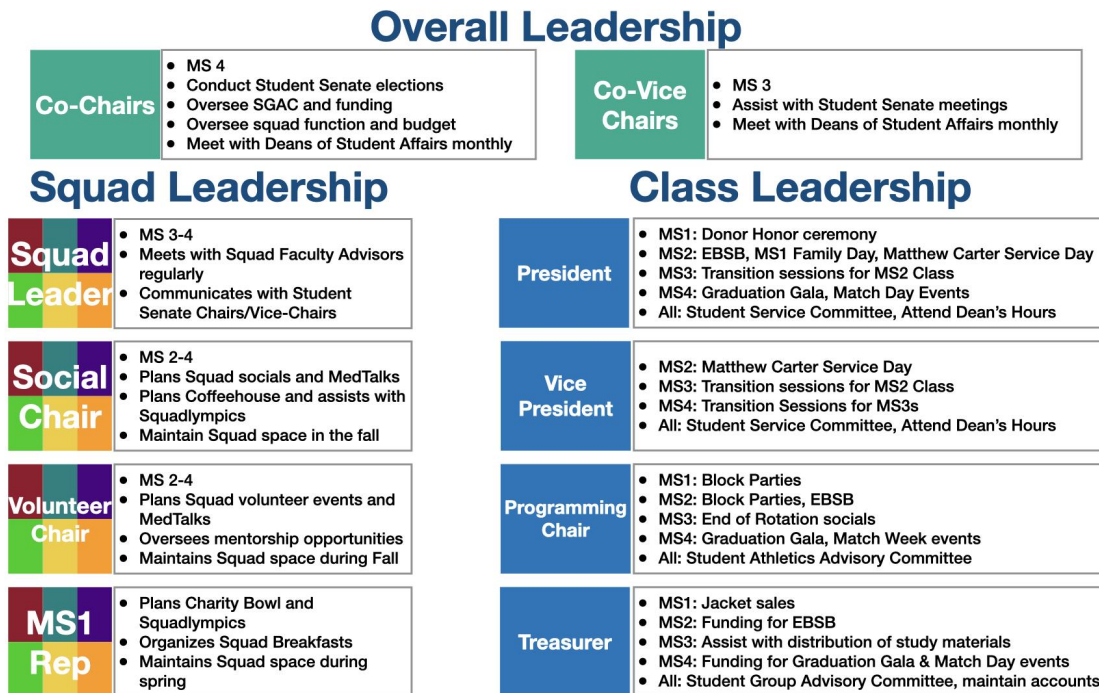 Overall Leadership
Co-Chairs
• MS 4
• Conduct Student Senate elections
• Oversee SGAC and funding
• Oversee squad function and budget
• Meet with Deans of Student Affairs monthly
Co-Vice
Chairs
• MS 3
• Assist with Student Senate meetings
• Meet with Deans of Student Affairs monthly
Squad Leadership
Squad
Leader
• MS 3-4
• Meets with Squad Faculty Advisors
regularly
• Communicates with Student
Senate Chairs/Vice-Chairs
Social
Chair
• MS 2-4
• Plans Squad socials and MedTalks
• Plans Coffeehouse and assists with
Squadlympics
• Maintain Squad space in the fall
Volunteer
Chair
• MS 2-4
• Plans Squad volunteer events and
MedTalks
• Oversees mentorship opportunities
• Maintains Squad space during Fall
MS1
Rep
• Plans Charity Bowl and
Squadlympics
• Organizes Squad Breakfasts
• Maintains Squad space during
spring
Class Leadership
President
• MS1: Donor Honor ceremony
• MS2: EBSB, MS1 Family Day, Matthew Carter Service Day
• MS3: Transition sessions for MS2 Class
• MS4: Graduation Gala, Match Day Events
• All: Student Service Committee, Attend Dean's Hours
Vice
President
• MS2: Matthew Carter Service Day
• MS3: Transition sessions for MS2 Class
• MS4: Transition Sessions for MS3s
• All: Student Service Committee, Attend Dean's Hours
Programming
Chair
• MS1: Block Parties
• MS2: Block Parties, EBSB
• MS3: End of Rotation socials
• MS4: Graduation Gala, Match Week events
• All: Student Athletics Advisory Committee
Treasurer
• MS1: Jacket sales
• MS2: Funding for EBSB
• MS3: Assist with distribution of study materials
• MS4: Funding for Graduation Gala & Match Day events
• All: Student Group Advisory Committee, maintain accounts